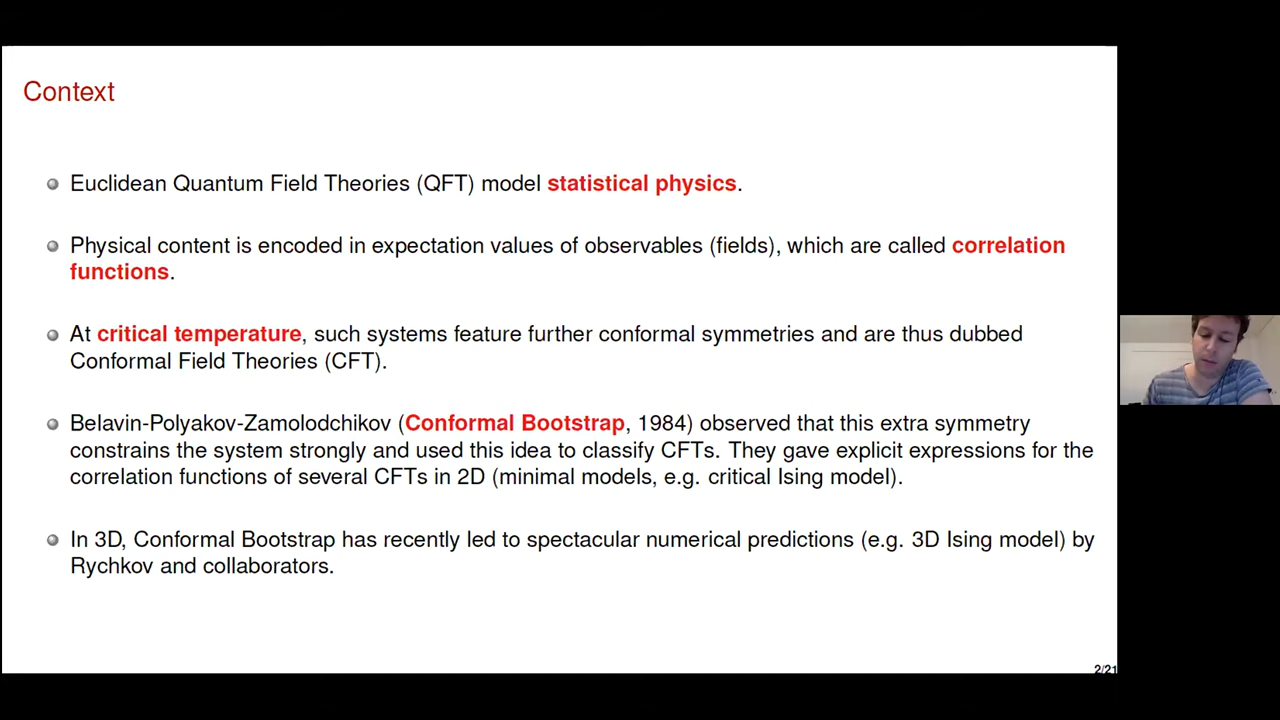 Context
Euclidean Quantum Field Theories (QFT) model statistical physics.
Physical content is encoded in expectation values of observables (fields), which are called correlation
functions.
At critical temperature, such systems feature further conformal symmetries and are thus dubbed
Conformal Field Theories (CFT).
Belavin-Polyakov-Zamolodchikov (Conformal Bootstrap, 1984) observed that this extra symmetry
constrains the system strongly and used this idea to classify CFTs. They gave explicit expressions for the
correlation functions of several CFTs in 2D (minimal models, e.g. critical Ising model).
In 3D, Conformal Bootstrap has recently led to spectacular numerical predictions (e.g. 3D Ising model) by
Rychkov and collaborators.
2/21